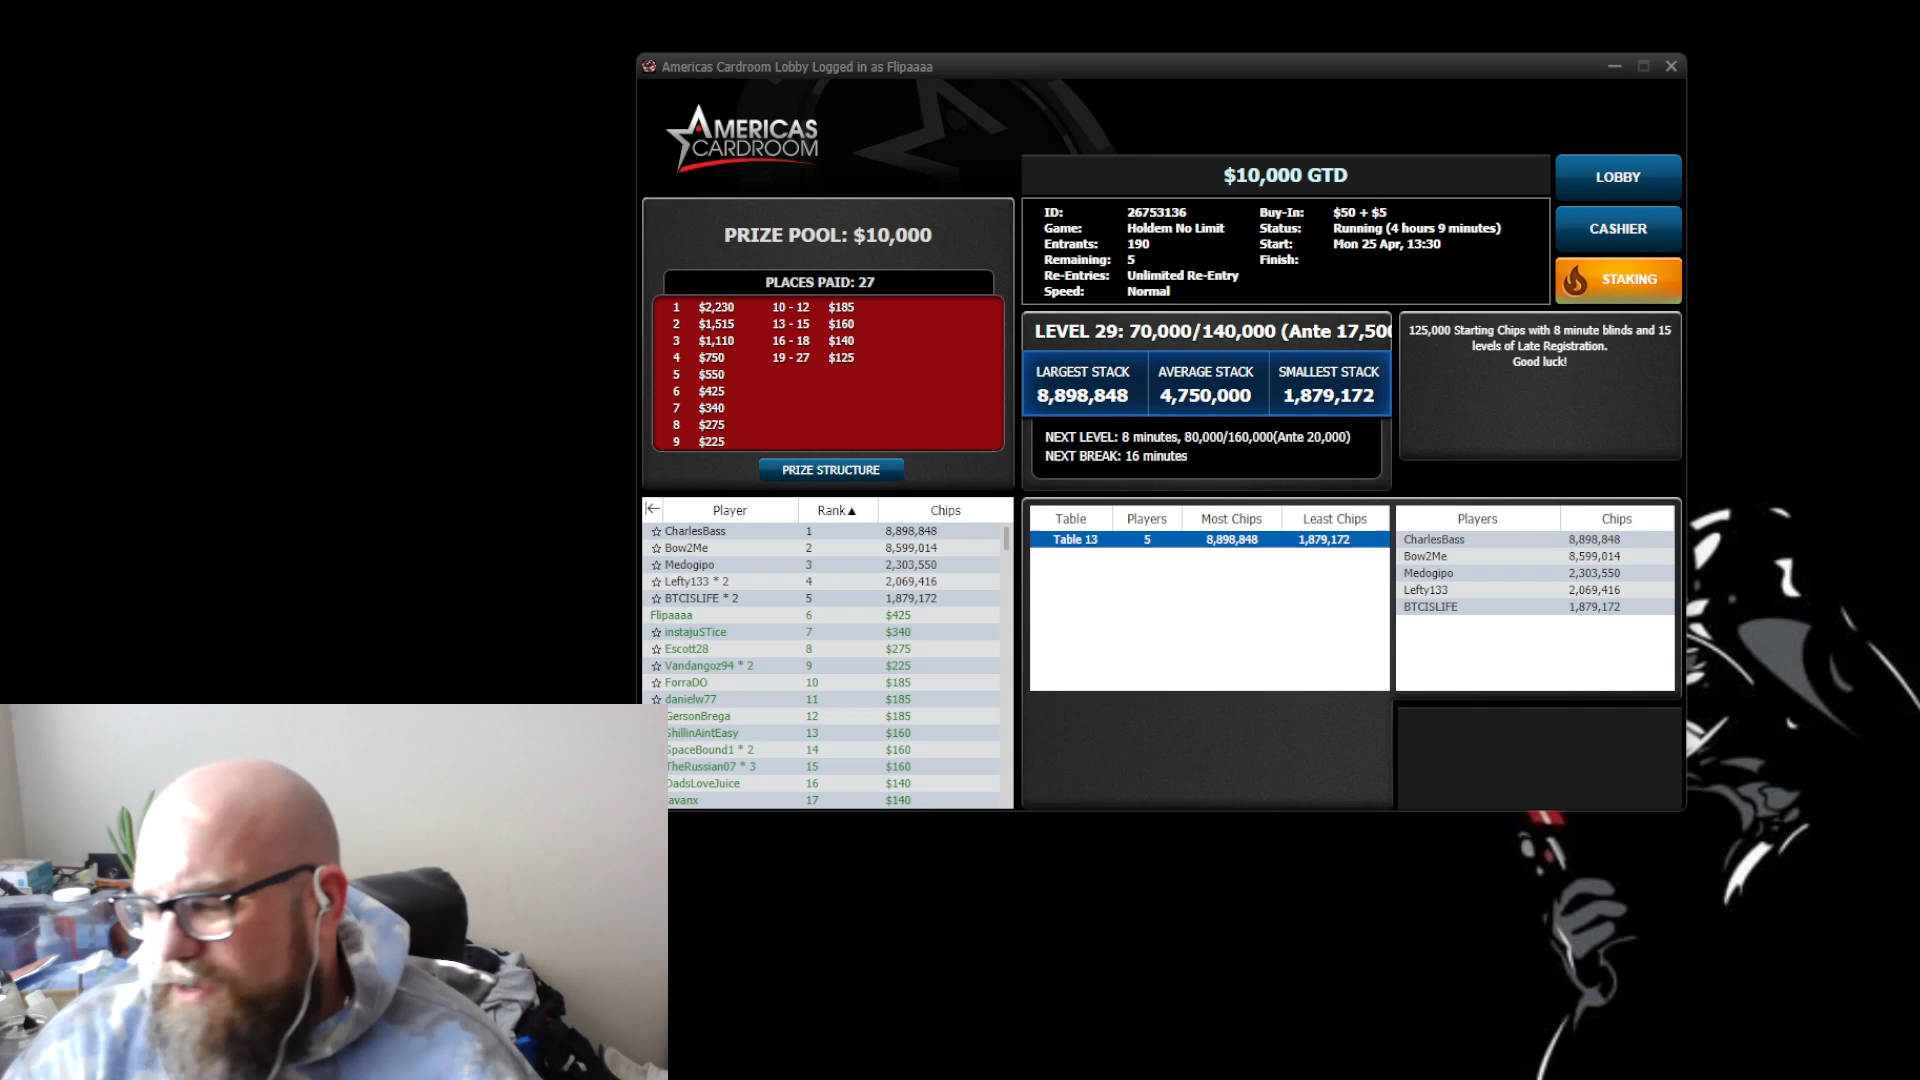 Americas Cardroom Lobby Logged in as Flipaaaa
AMERICAS
CARDROOM
$10,000 GTD
LOBBY
CASHIER
STAKING
ID: 26753136 Buy-In: $50 + $5
Game: Holdem No Limit Status: Running (4 hours 9 minutes)
Entrants: 190 Start: Mon 25 Apr, 13:30
Remaining: 5 Finish:
Re-Entries: Unlimited Re-Entry
Speed: Normal
PRIZE POOL: $10,000
PLACES PAID: 27
1 $2,230 10 - 12 $185
2 $1,515 13 - 15 $160
3 $1,110 16 - 18 $140
4 $750 19 - 27 $125
5 $550
6 $425
7 $340
8 $275
9 $225
PRIZE STRUCTURE
LEVEL 29: 70,000/140,000 (Ante 17,500
LARGEST STACK AVERAGE STACK SMALLEST STACK
8,898,848 4,750,000 1,879,172
NEXT LEVEL: 8 minutes, 80,000/160,000(Ante 20,000)
NEXT BREAK: 16 minutes
125,000 Starting Chips with 8 minute blinds and 15
levels of Late Registration.
Good luck!
Player Rank▲ Chips
CharlesBass 1 8,898,848
Bow2Me 2 8,599,014
Medogipo 3 2,303,550
Lefty133 * 2 4 2,069,416
BTCISLIFE * 2 5 1,879,172
Flipaaaa 6 $425
instajuSTice 7 $340
Escott28 8 $275
Vandangoz94 * 2 9 $225
ForraDO 10 $185
danielw77 11 $185
GersonBrega 12 $185
ShillinAintEasy 13 $160
SpaceBound1 * 2 14 $160
TheRussian07 * 3 15 $160
DadsLoveJuice 16 $140
avanx 17 $140
Table Players Most Chips Least Chips
Table 13 5 8,898,848 1,879,172
Players Chips
CharlesBass 8,898,848
Bow2Me 8,599,014
Medogipo 2,303,550
Lefty133 2,069,416
BTCISLIFE 1,879,172